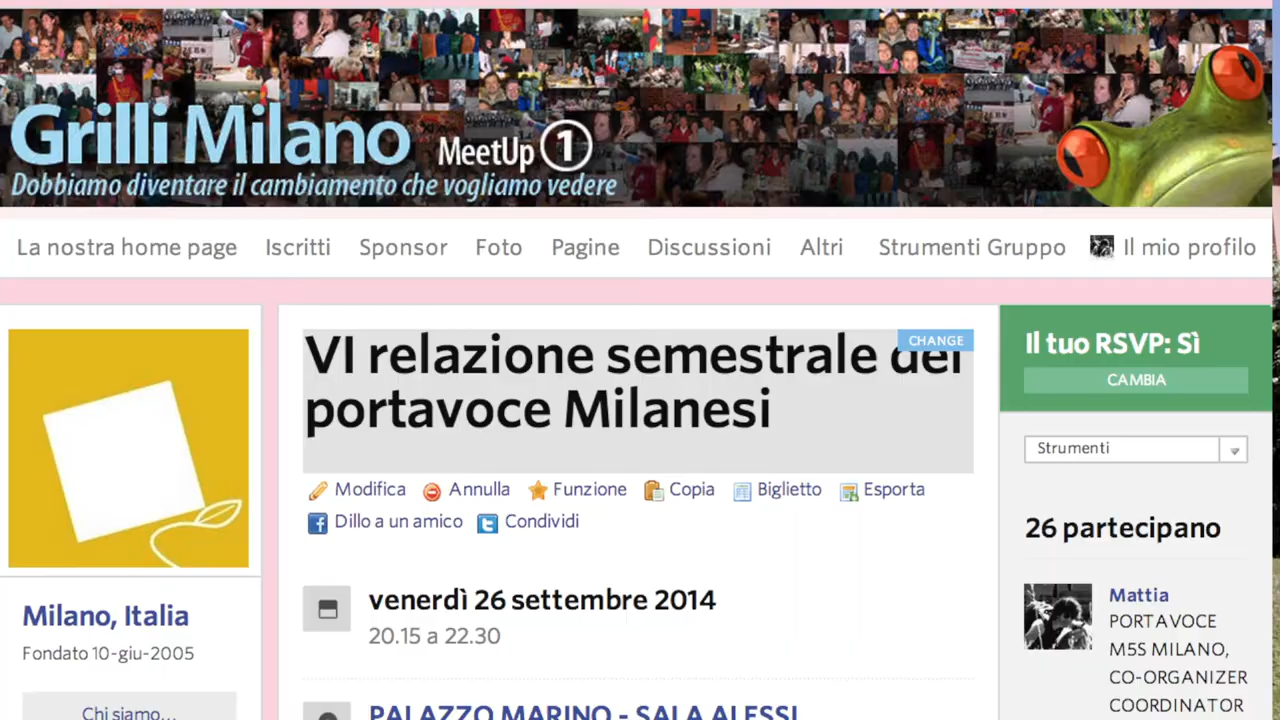 Grilli Milano MeetUp 1
Dobbiamo diventare il cambiamento che vogliamo vedere
La nostra home page Iscritti Sponsor Foto Pagine Discussioni Altri Strumenti Gruppo Il mio profilo
VI relazione semestrale dei
portavoce Milanesi
CHANGE
Modifica Annulla Funzione Copia Biglietto Esporta
Dillo a un amico Condividi
venerdì 26 settembre 2014
20.15 a 22.30
PALAZZO MARINO - SALA ALESSI
Milano, Italia
Fondato 10-giu-2005
Chi siamo...
Il tuo RSVP: Sì
CAMBIA
Strumenti
26 partecipano
Mattia
PORTAVOCE
M5S MILANO,
CO-ORGANIZER
COORDINATOR